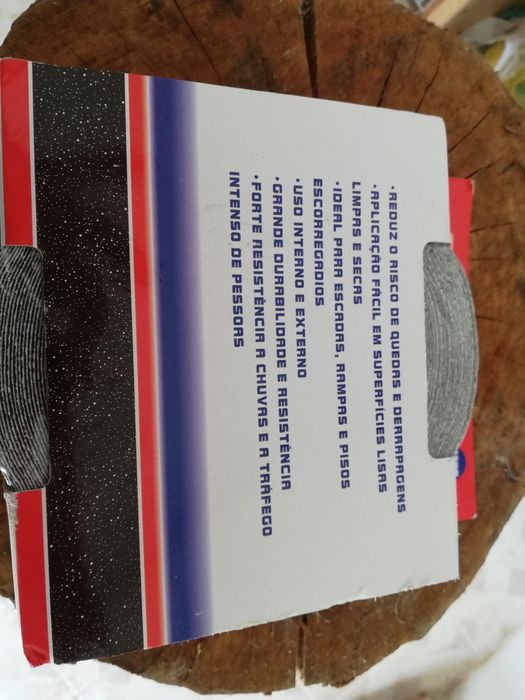 ·REDUZ O RISCO DE QUEDAS E DERRAPAGENS
·APLICAÇÃO FÁCIL EM SUPERFÍCIES LISAS
LIMPAS E SECAS
·IDEAL PARA ESCADAS, RAMPAS E PISOS
ESCORREGADIOS
·USO INTERNO E EXTERNO
·GRANDE DURABILIDADE E RESISTÊNCIA
·FORTE RESISTÊNCIA A CHUVAS E A TRÁFEGO
INTENSO DE PESSOAS